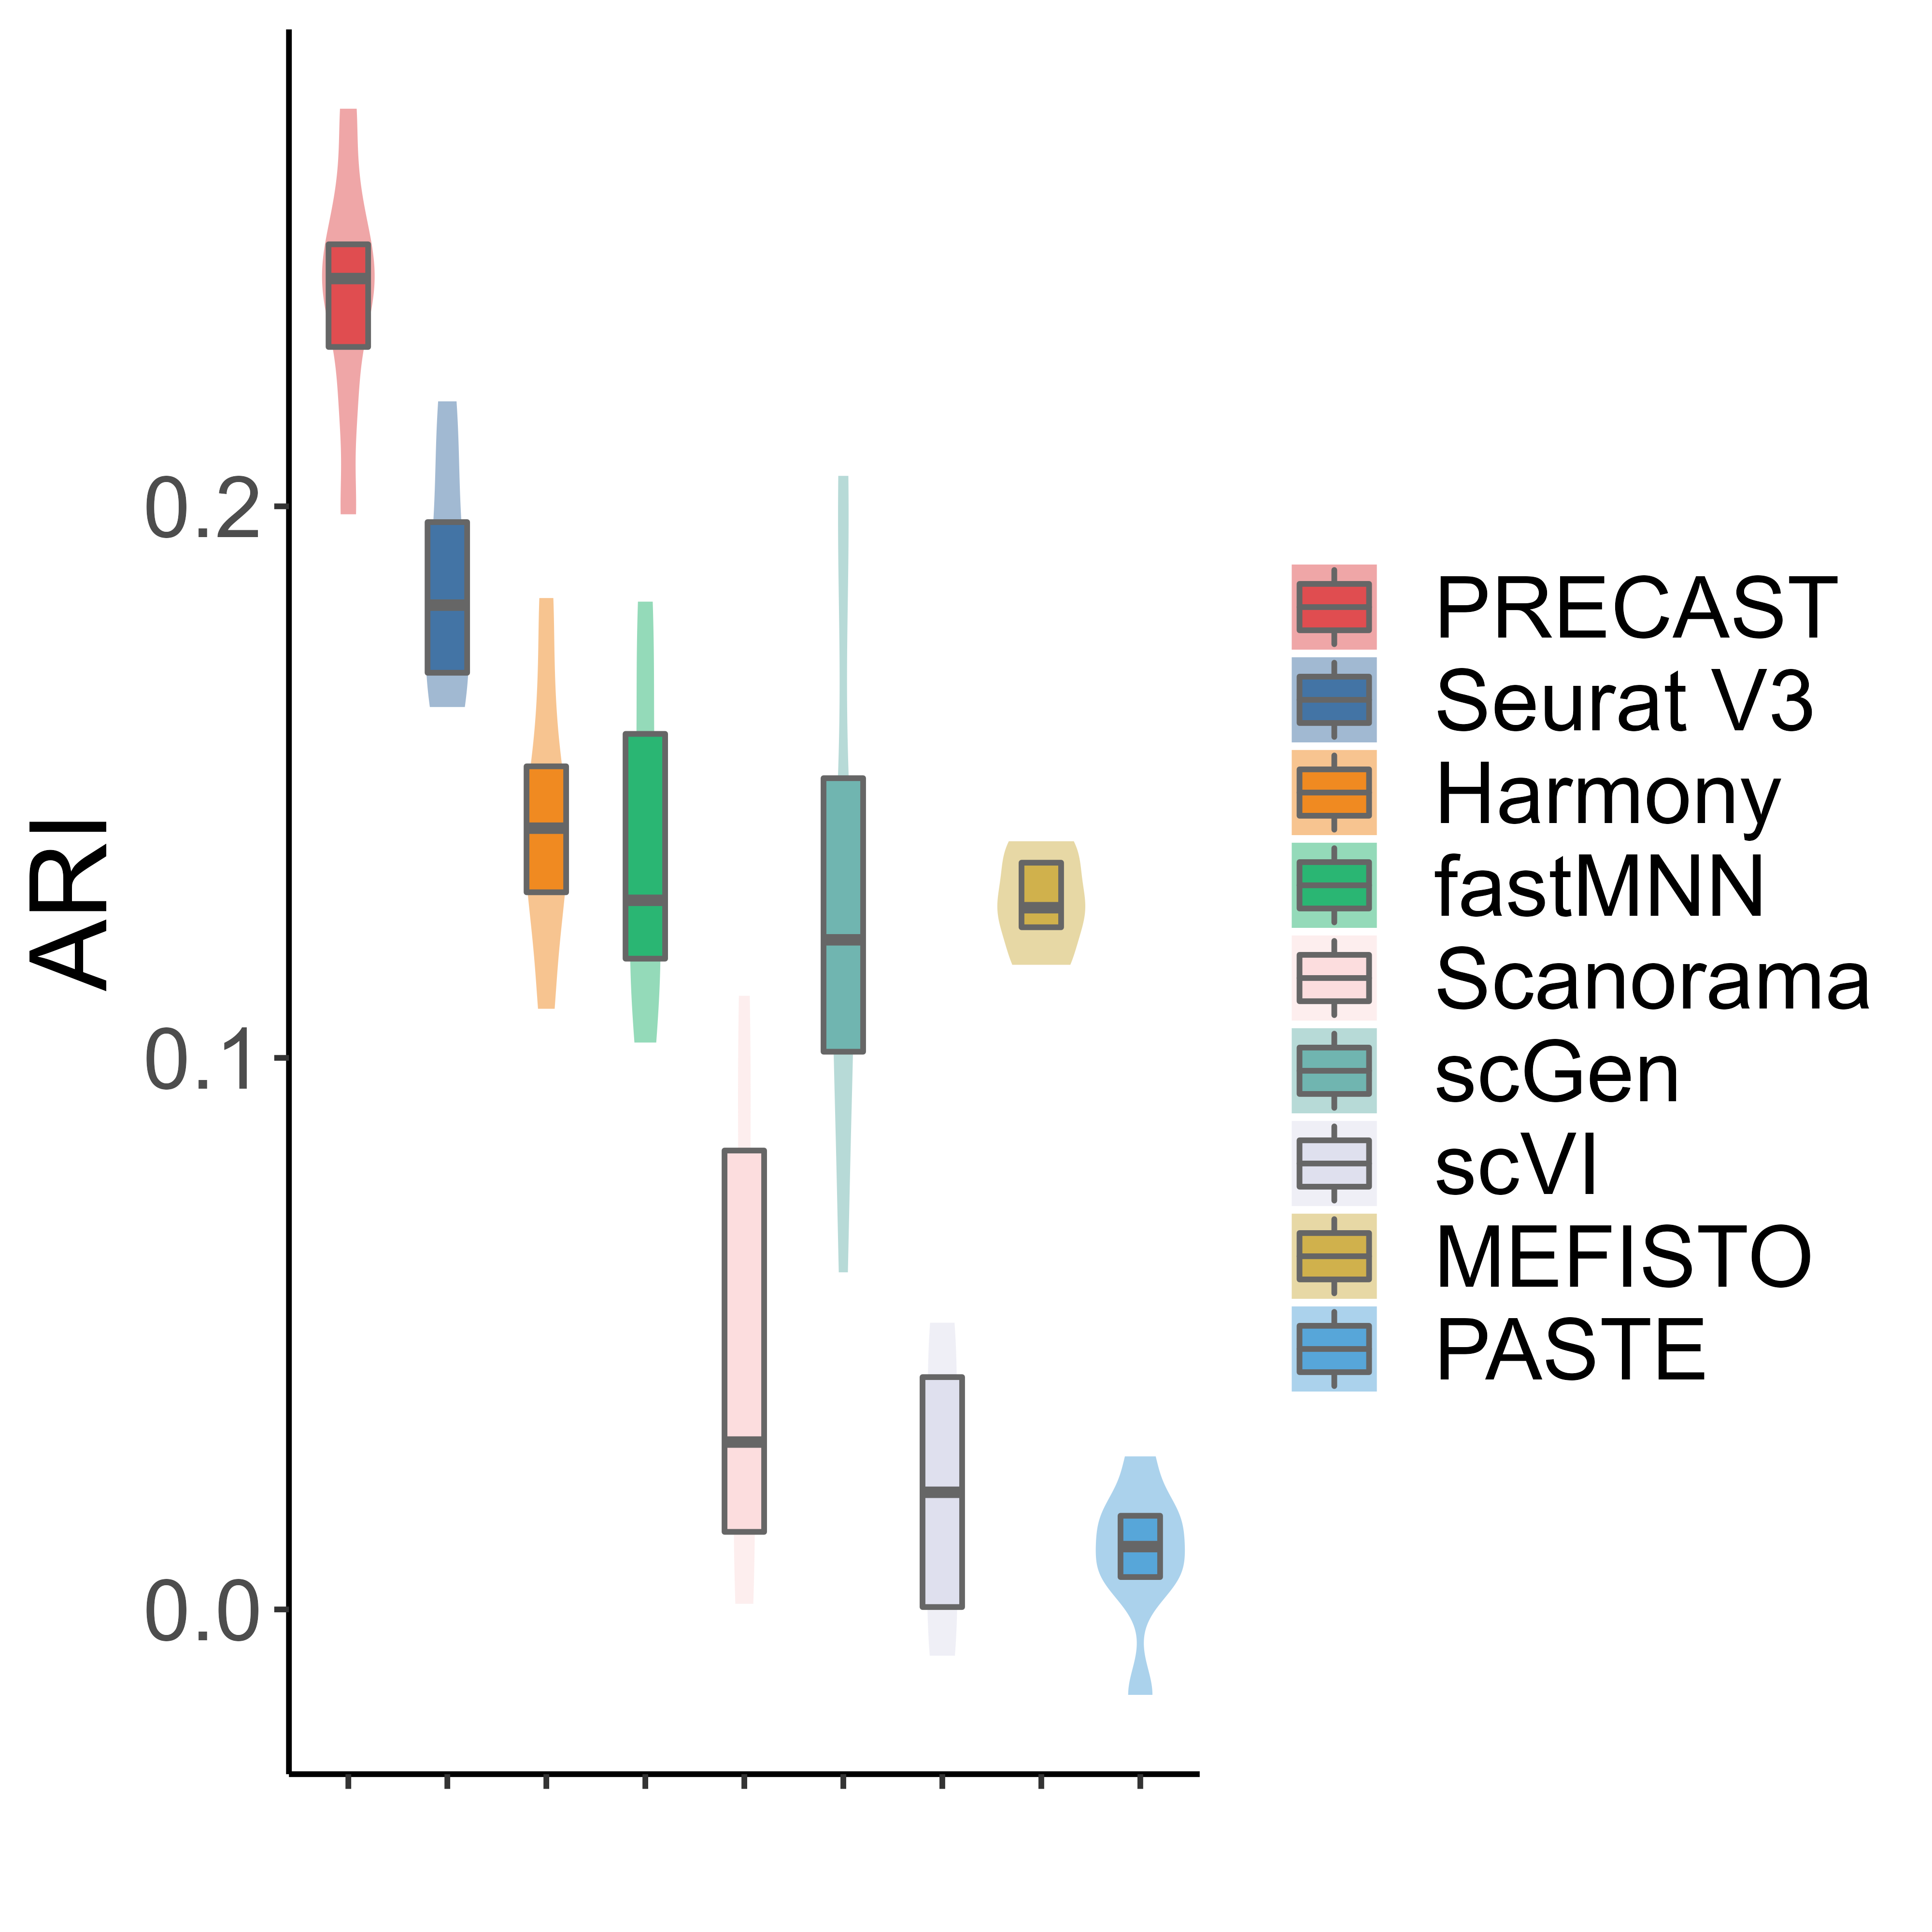 ARI
0.2
0.1
0.0
PRECAST
Seurat V3
Harmony
fastMNN
Scanorama
scGen
scVI
MEFISTO
PASTE